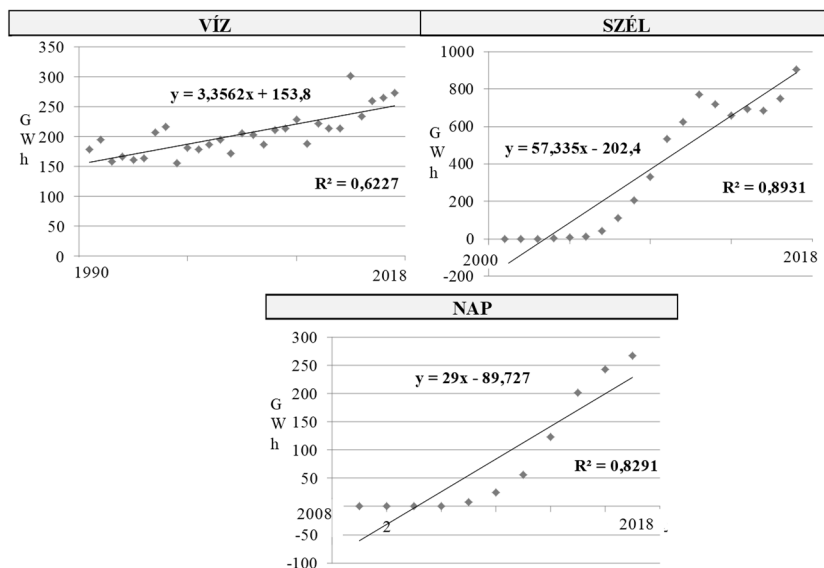 VÍZ
350
300
250
200
150
100
50
0
G
W
h
y = 3,3562x + 153,8
R² = 0,6227
1990
2018
SZÉL
1000
800
600
400
200
0
-200
G
W
h
y = 57,335x - 202,4
R² = 0,8931
2000
2018
NAP
300
250
200
150
100
50
-50
-100
G
W
h
y = 29x - 89,727
R² = 0,8291
2008
2
2018